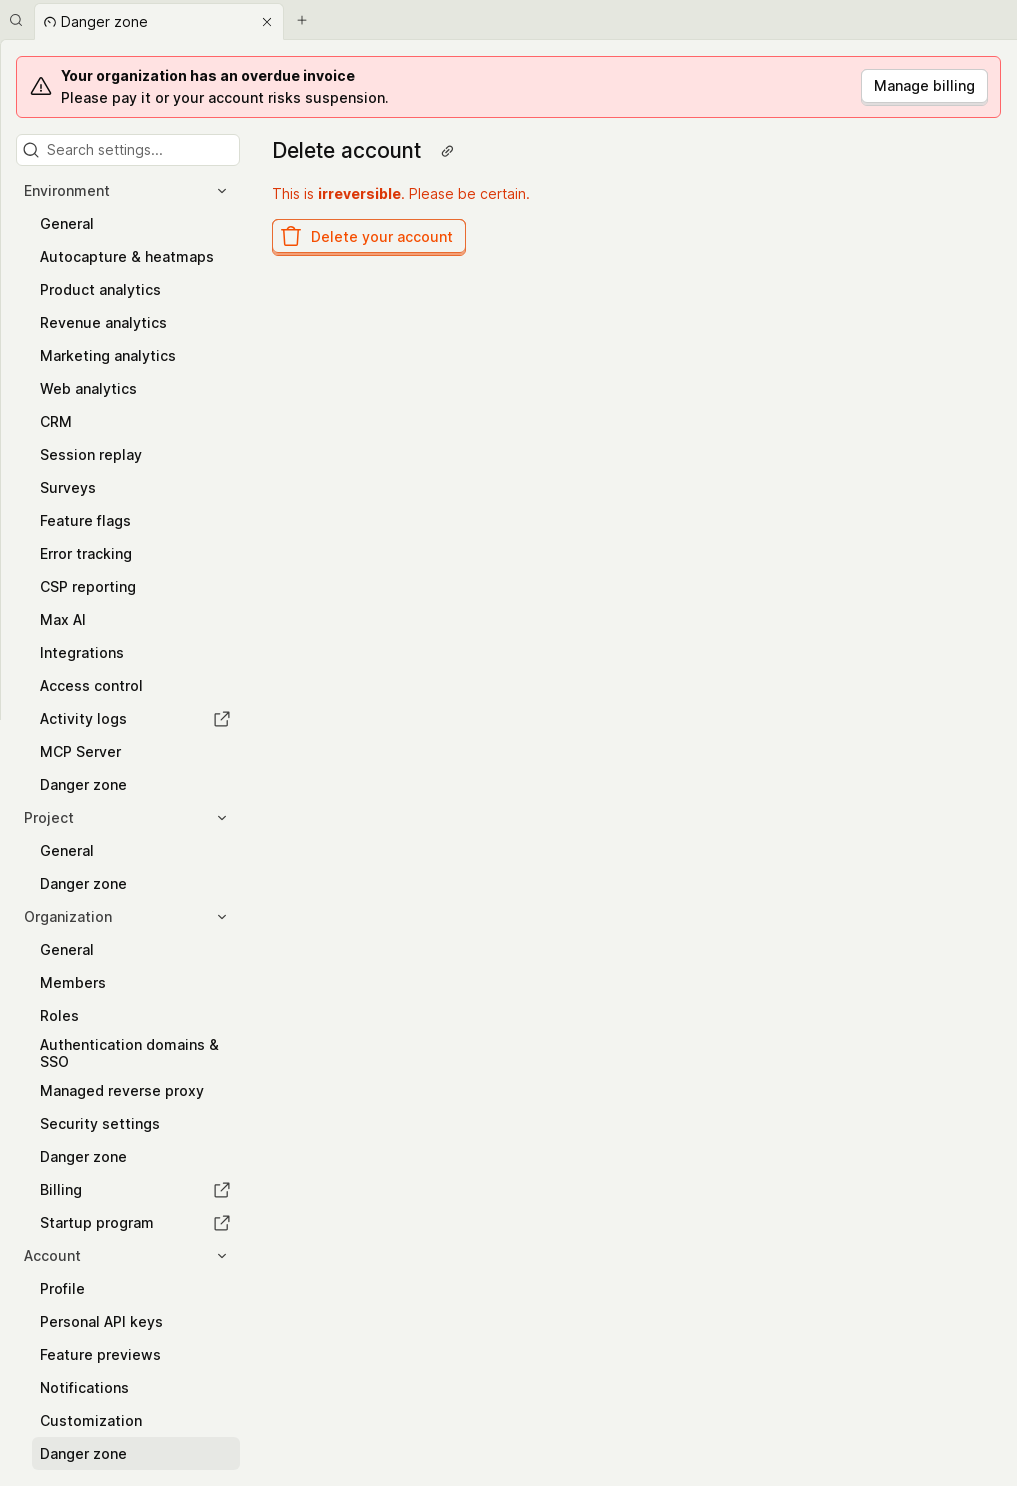 Danger zone
Your organization has an overdue invoice
Please pay it or your account risks suspension.
Manage billing
Search settings...
Environment
General
Autocapture & heatmaps
Product analytics
Revenue analytics
Marketing analytics
Web analytics
CRM
Session replay
Surveys
Feature flags
Error tracking
CSP reporting
Max AI
Integrations
Access control
Activity logs
MCP Server
Danger zone
Project
General
Danger zone
Organization
General
Members
Roles
Authentication domains &
SSO
Managed reverse proxy
Security settings
Danger zone
Billing
Startup program
Account
Profile
Personal API keys
Feature previews
Notifications
Customization
Danger zone
Delete account
This is irreversible. Please be certain.
Delete your account